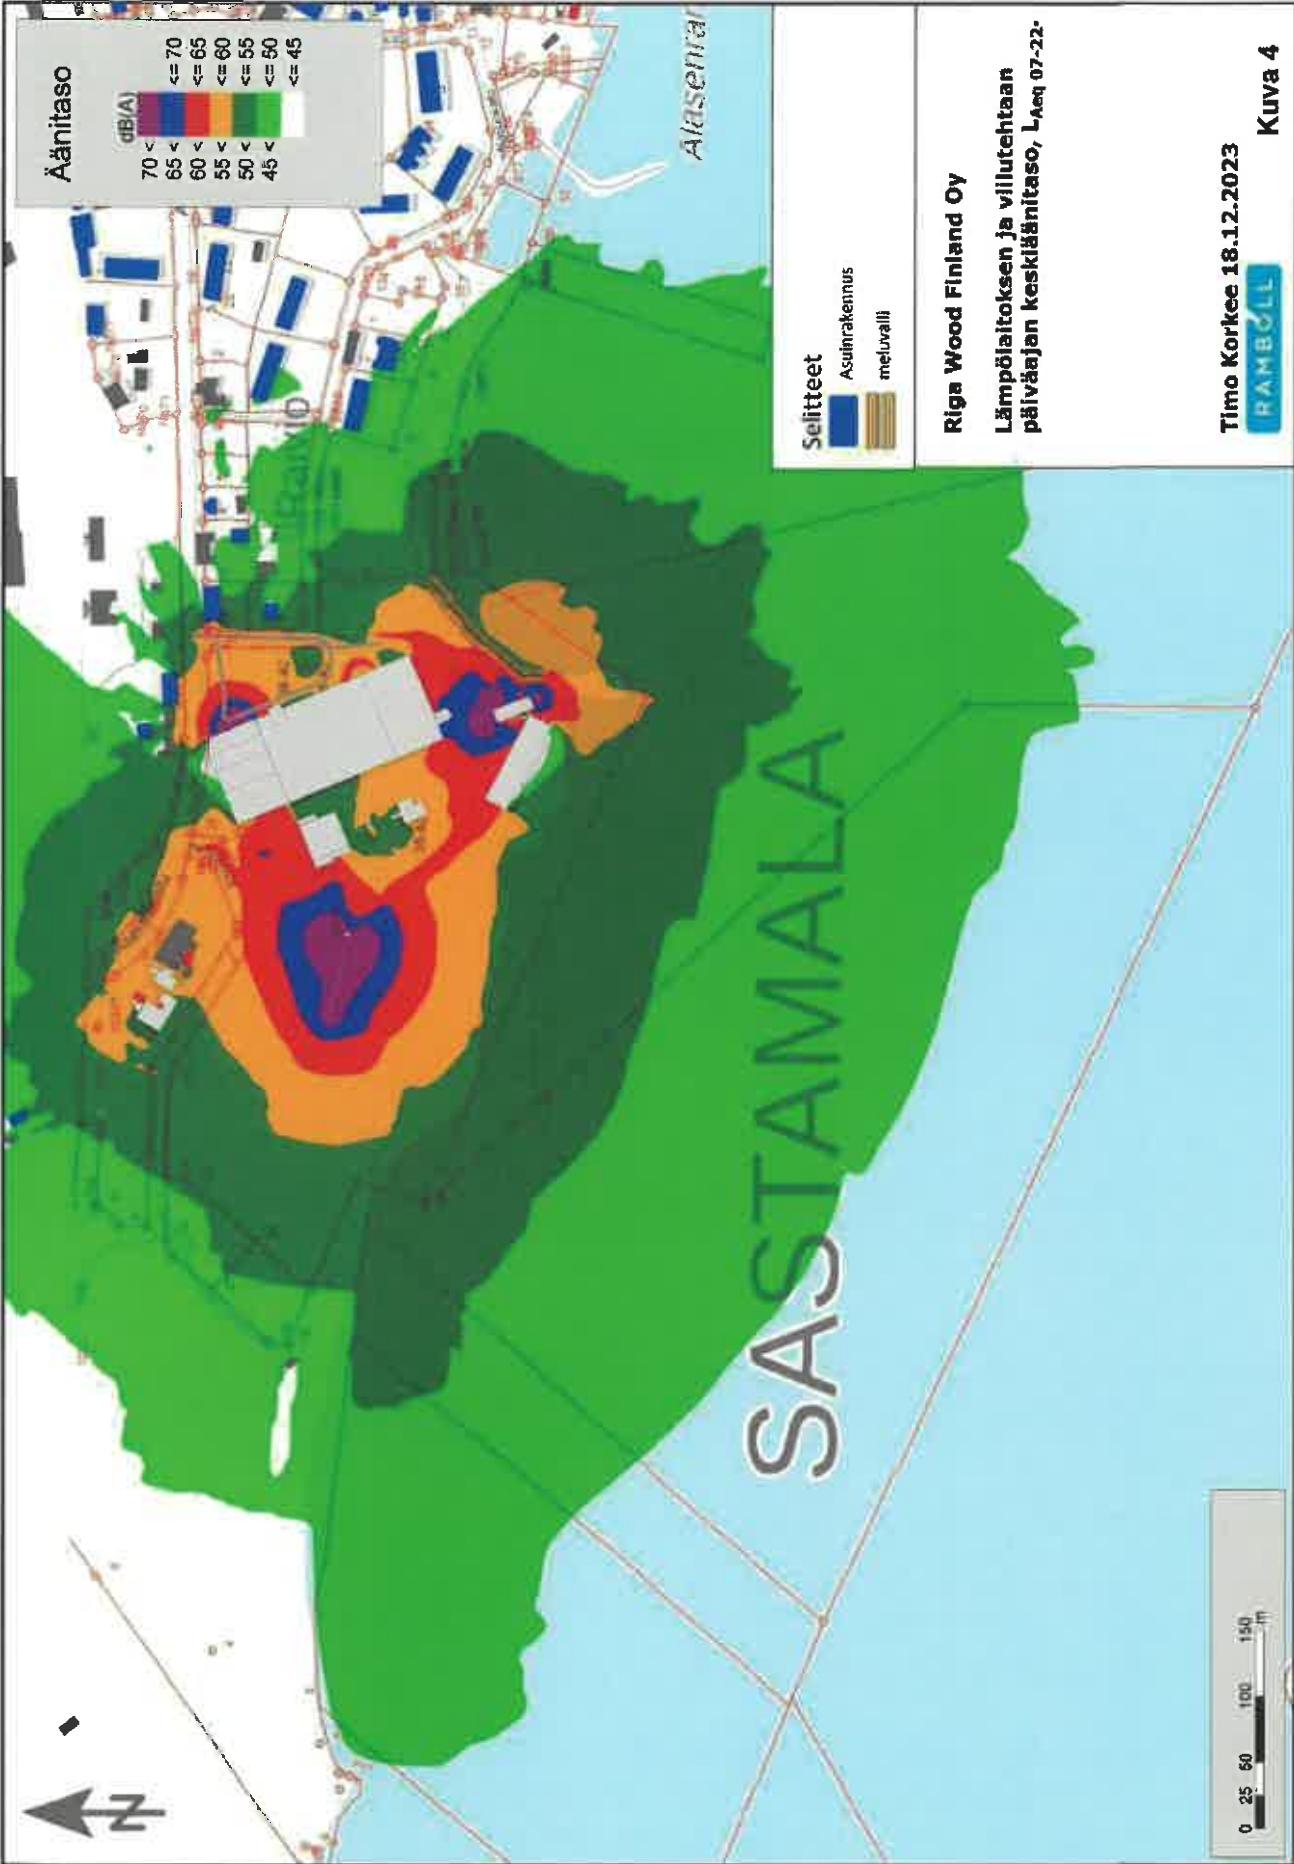 Äänitaso
dB(A)
70 <
65 < <= 70
60 < <= 65
55 < <= 60
50 < <= 55
45 < <= 50
<= 45
Alasenra
SASTAMALA
Selitteet
Asuinrakennus
meluvalli
Riga Wood Finland Oy
Lämpölaitoksen ja viilutehtaan
päiväajan keskiäänitaso, LAeq 07-22.
Timo Korkee 18.12.2023
RAMBOLL
Kuva 4
N
0 25 50 100 150
m